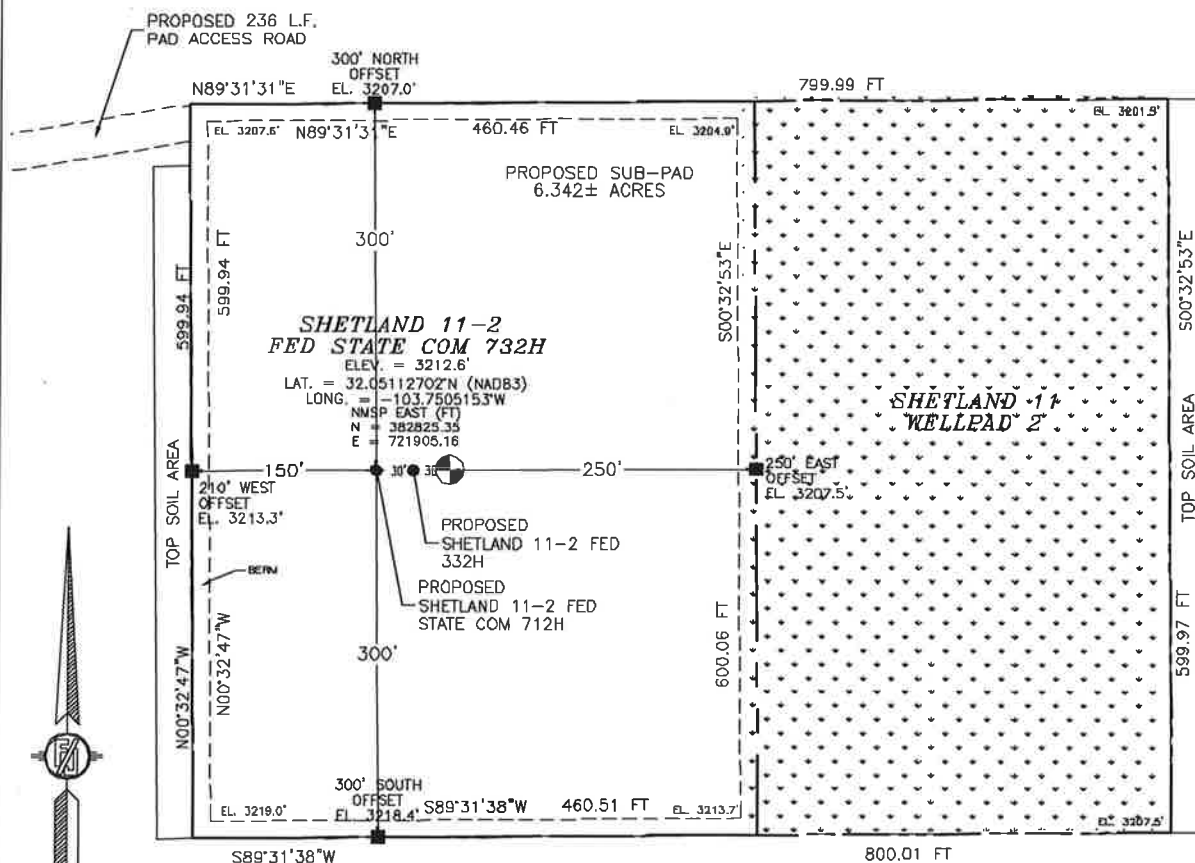 PROPOSED 236 L.F.
PAD ACCESS ROAD
300' NORTH
OFFSET
EL. 3207.0'
N89°31'31"E
799.99 FT
EL. 3207.6'
N89°31'31"E
460.46 FT
EL. 3204.9'
EL. 3201.9'
PROPOSED SUB-PAD
6.342± ACRES
300'
599.94 FT
599.94 FT
S00°32'53"E
S00°32'53"E
SHETLAND 11-2
FED STATE COM 732H
ELEV. = 3212.6'
LAT. = 32.05112702°N (NAD83)
LONG. = -103.7505153°W
NMSP EAST (FT)
N = 382825.35
E = 721905.16
SHETLAND 11
WELLPAD 2
TOP SOIL AREA
TOP SOIL AREA
150'
30'
250'
210' WEST
OFFSET
EL. 3213.3'
250' EAST
OFFSET
EL. 3207.5'
PROPOSED
SHETLAND 11-2 FED
332H
BERM
PROPOSED
SHETLAND 11-2 FED
STATE COM 712H
300'
N00°32'47"W
N00°32'47"W
600.06 FT
599.97 FT
300' SOUTH
OFFSET
EL. 3218.4'
EL. 3219.0'
S89°31'38"W
460.51 FT
EL. 3213.7'
EL. 3207.5'
S89°31'38"W
800.01 FT